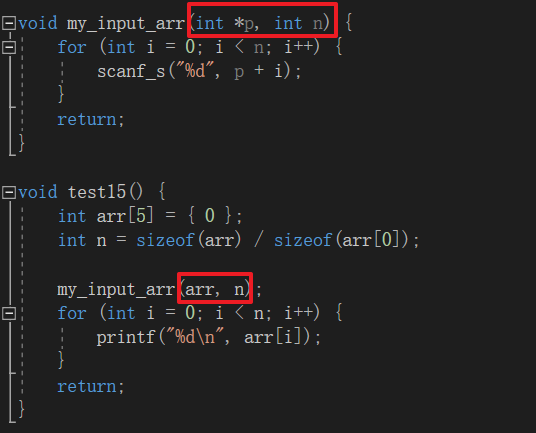 void my_input_arr(int *p, int n) {
    for (int i = 0; i < n; i++) {
        scanf_s("%d", p + i);
    }
    return;
}
void test15() {
    int arr[5] = { 0 };
    int n = sizeof(arr) / sizeof(arr[0]);
    my_input_arr(arr, n);
    for (int i = 0; i < n; i++) {
        printf("%d\n", arr[i]);
    }
    return;
}